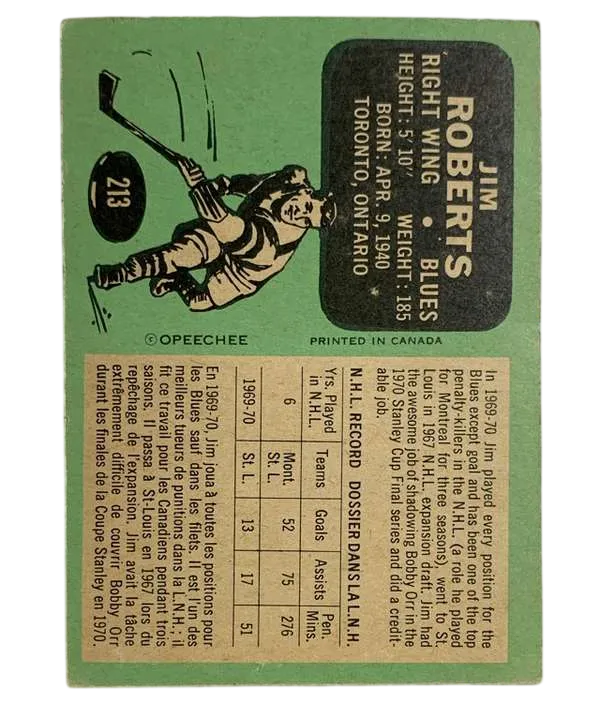 JIM
ROBERTS
RIGHT WING • BLUES
HEIGHT: 5'10" WEIGHT: 185
BORN: APR. 9, 1940
TORONTO, ONTARIO
213
© OPEECHEE
PRINTED IN CANADA
In 1969-70 Jim played every position for the
Blues except goal and has been one of the top
penalty-killers in the N.H.L. (a role he played
for Montreal for three seasons), went to St.
Louis in 1967 N.H.L. expansion draft. Jim had
the awesome job of shadowing Bobby Orr in the
1970 Stanley Cup Final series and did a credit-
able job.
N.H.L. RECORD DOSSIER DANS LA L.N.H.
Yrs. Played in N.H.L. Teams Goals Assists Pen. Mins.
6 Mont. St. L. 52 75 276
1969-70 St. L. 13 17 51
En 1969-70, Jim joua à toutes les positions pour
les Blues sauf dans les filets. Il est l'un des
meilleurs tueurs de punitions dans la L.N.H.; il
fit ce travail pour les Canadiens pendant trois
saisons. Il passa à St-Louis en 1967 lors du
repêchage de l'expansion. Jim avait la tâche
extrêmement difficile de couvrir Bobby Orr
durant les finales de la Coupe Stanley en 1970.